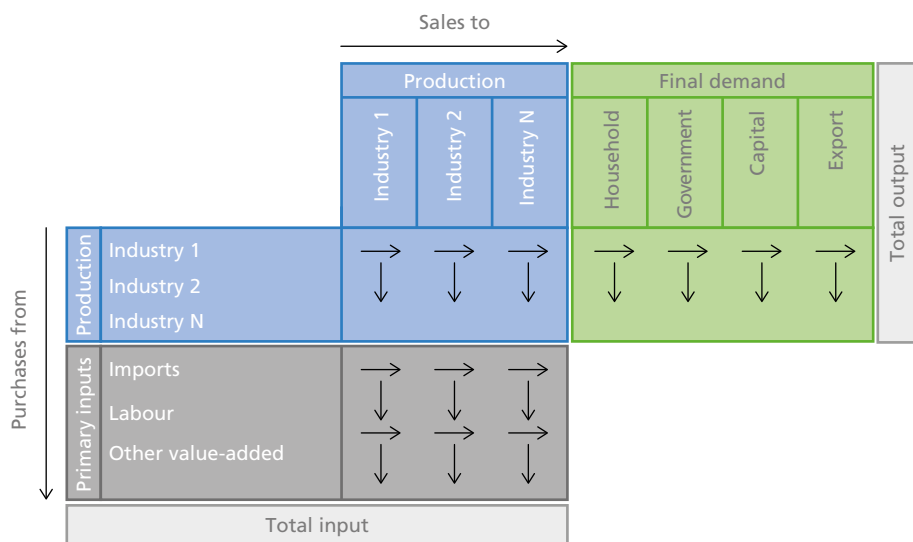 Sales to
Production
Final demand
Industry 1
Industry 2
Industry N
Household
Government
Capital
Export
Total output
Purchases from
Production
Industry 1
Industry 2
Industry N
Primary inputs
Imports
Labour
Other value-added
Total input